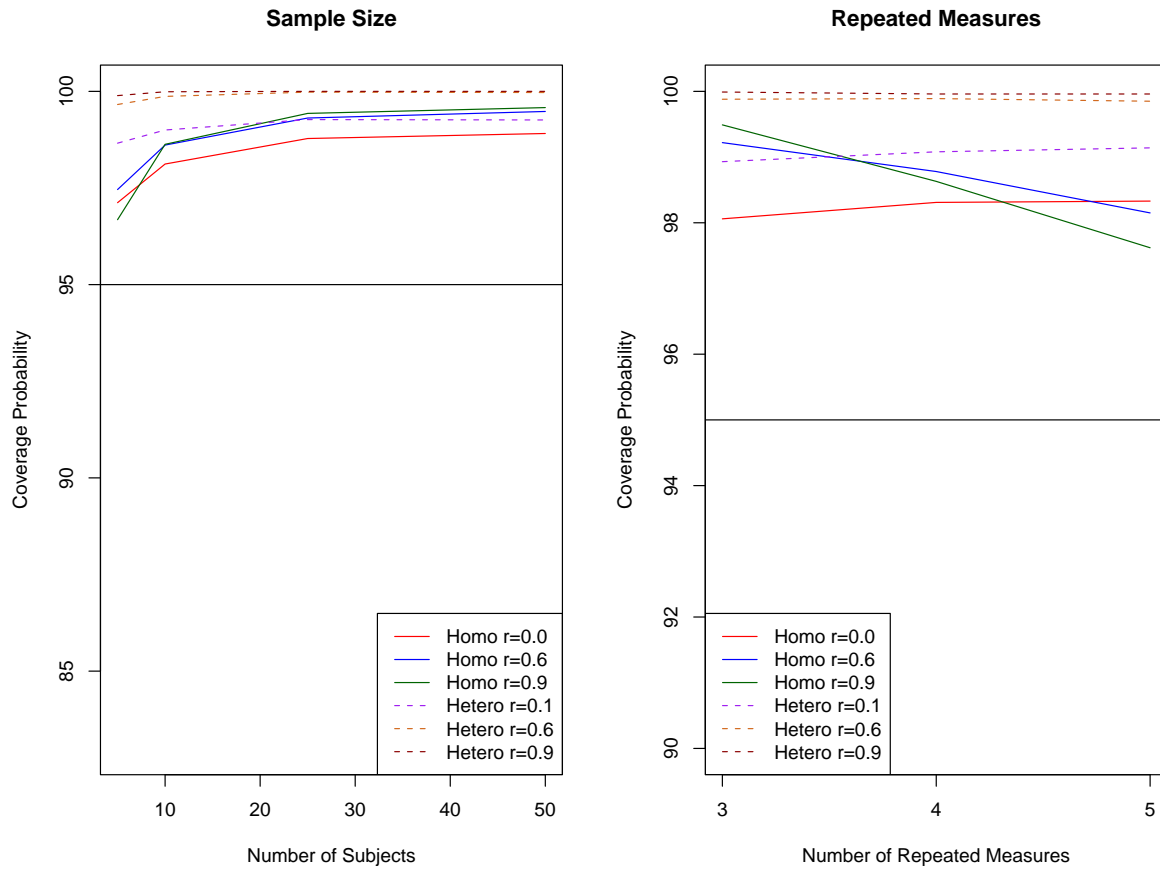 Sample Size
Coverage Probability
100
95
90
85
10
20
30
40
50
Number of Subjects
Homo r=0.0
Homo r=0.6
Homo r=0.9
Hetero r=0.1
Hetero r=0.6
Hetero r=0.9
Repeated Measures
Coverage Probability
100
98
96
94
92
90
3
4
5
Number of Repeated Measures
Homo r=0.0
Homo r=0.6
Homo r=0.9
Hetero r=0.1
Hetero r=0.6
Hetero r=0.9